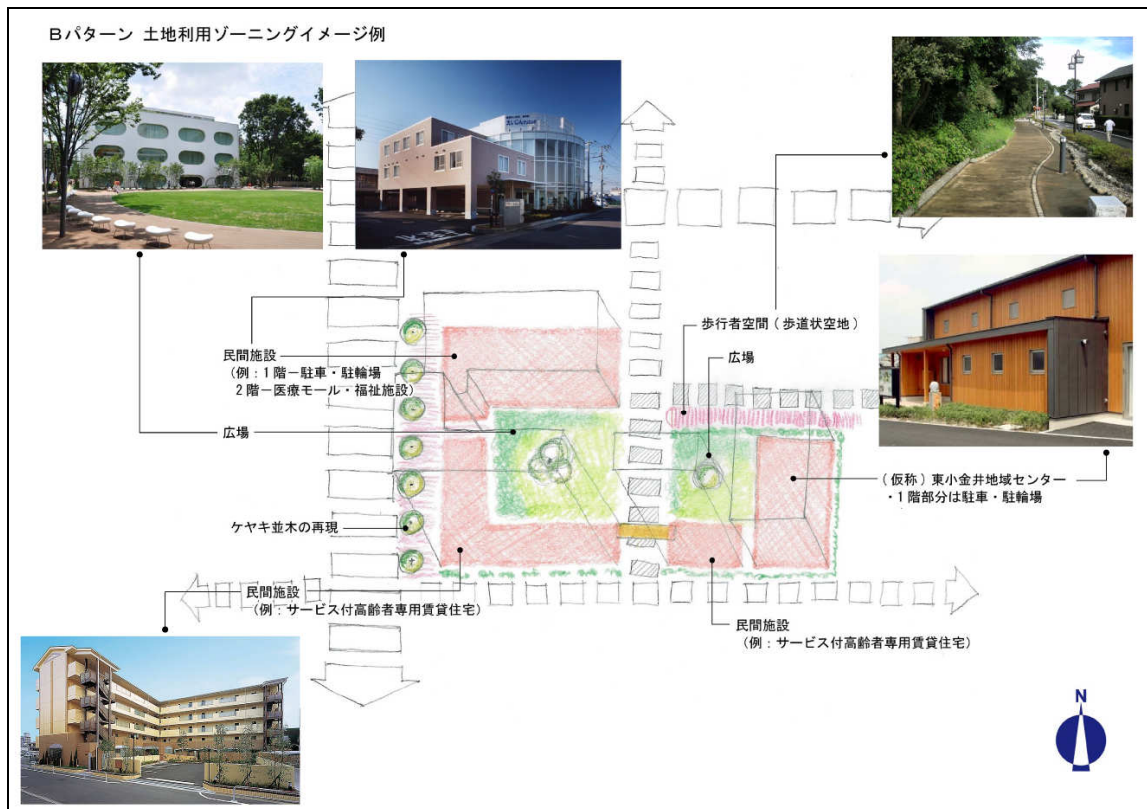 Bパターン 土地利用ゾーニングイメージ例
民間施設
（例：1階－駐車・駐輪場
2階－医療モール・福祉施設）
広場
ケヤキ並木の再現
民間施設
（例：サービス付高齢者専用賃貸住宅）
歩行者空間（歩道状空地）
広場
（仮称）東小金井地域センター
・1階部分は駐車・駐輪場
民間施設
（例：サービス付高齢者専用賃貸住宅）
N